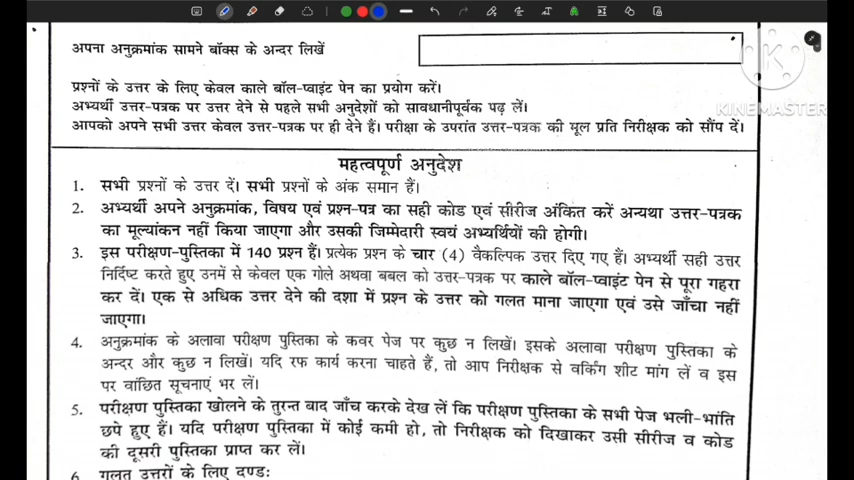 अपना अनुक्रमांक सामने बॉक्स के अन्दर लिखें
प्रश्नों के उत्तर के लिए केवल काले बॉल-प्वाइंट पेन का प्रयोग करें।
अभ्यर्थी उत्तर-पत्रक पर उत्तर देने से पहले सभी अनुदेशों को सावधानीपूर्वक पढ़ लें।
आपको अपने सभी उत्तर केवल उत्तर-पत्रक पर ही देने हैं। परीक्षा के उपरांत उत्तर-पत्रक की मूल प्रति निरीक्षक को सौंप दें।
KINEMASTER
महत्वपूर्ण अनुदेश
1. सभी प्रश्नों के उत्तर दें। सभी प्रश्नों के अंक समान हैं।
2. अभ्यर्थी अपने अनुक्रमांक, विषय एवं प्रश्न-पत्र का सही कोड एवं सीरीज अंकित करें अन्यथा उत्तर-पत्रक
का मूल्यांकन नहीं किया जाएगा और उसकी जिम्मेदारी स्वयं अभ्यर्थियों की होगी।
3. इस परीक्षण-पुस्तिका में 140 प्रश्न हैं। प्रत्येक प्रश्न के चार (4) वैकल्पिक उत्तर दिए गए हैं। अभ्यर्थी सही उत्तर
निर्दिष्ट करते हुए उनमें से केवल एक गोले अथवा बबल को उत्तर-पत्रक पर काले बॉल-प्वाइंट पेन से पूरा गहरा
कर दें। एक से अधिक उत्तर देने की दशा में प्रश्न के उत्तर को गलत माना जाएगा एवं उसे जाँचा नहीं
जाएगा।
4. अनुक्रमांक के अलावा परीक्षण पुस्तिका के कवर पेज पर कुछ न लिखें। इसके अलावा परीक्षण पुस्तिका के
अन्दर और कुछ न लिखें। यदि रफ कार्य करना चाहते हैं, तो आप निरीक्षक से वर्किंग शीट मांग लें व इस
पर वांछित सूचनाएं भर लें।
5. परीक्षण पुस्तिका खोलने के तुरन्त बाद जाँच करके देख लें कि परीक्षण पुस्तिका के सभी पेज भली-भांति
छपे हुए हैं। यदि परीक्षण पुस्तिका में कोई कमी हो, तो निरीक्षक को दिखाकर उसी सीरीज व कोड
की दूसरी पुस्तिका प्राप्त कर लें।
6. गलत उत्तरों के लिए दण्ड: